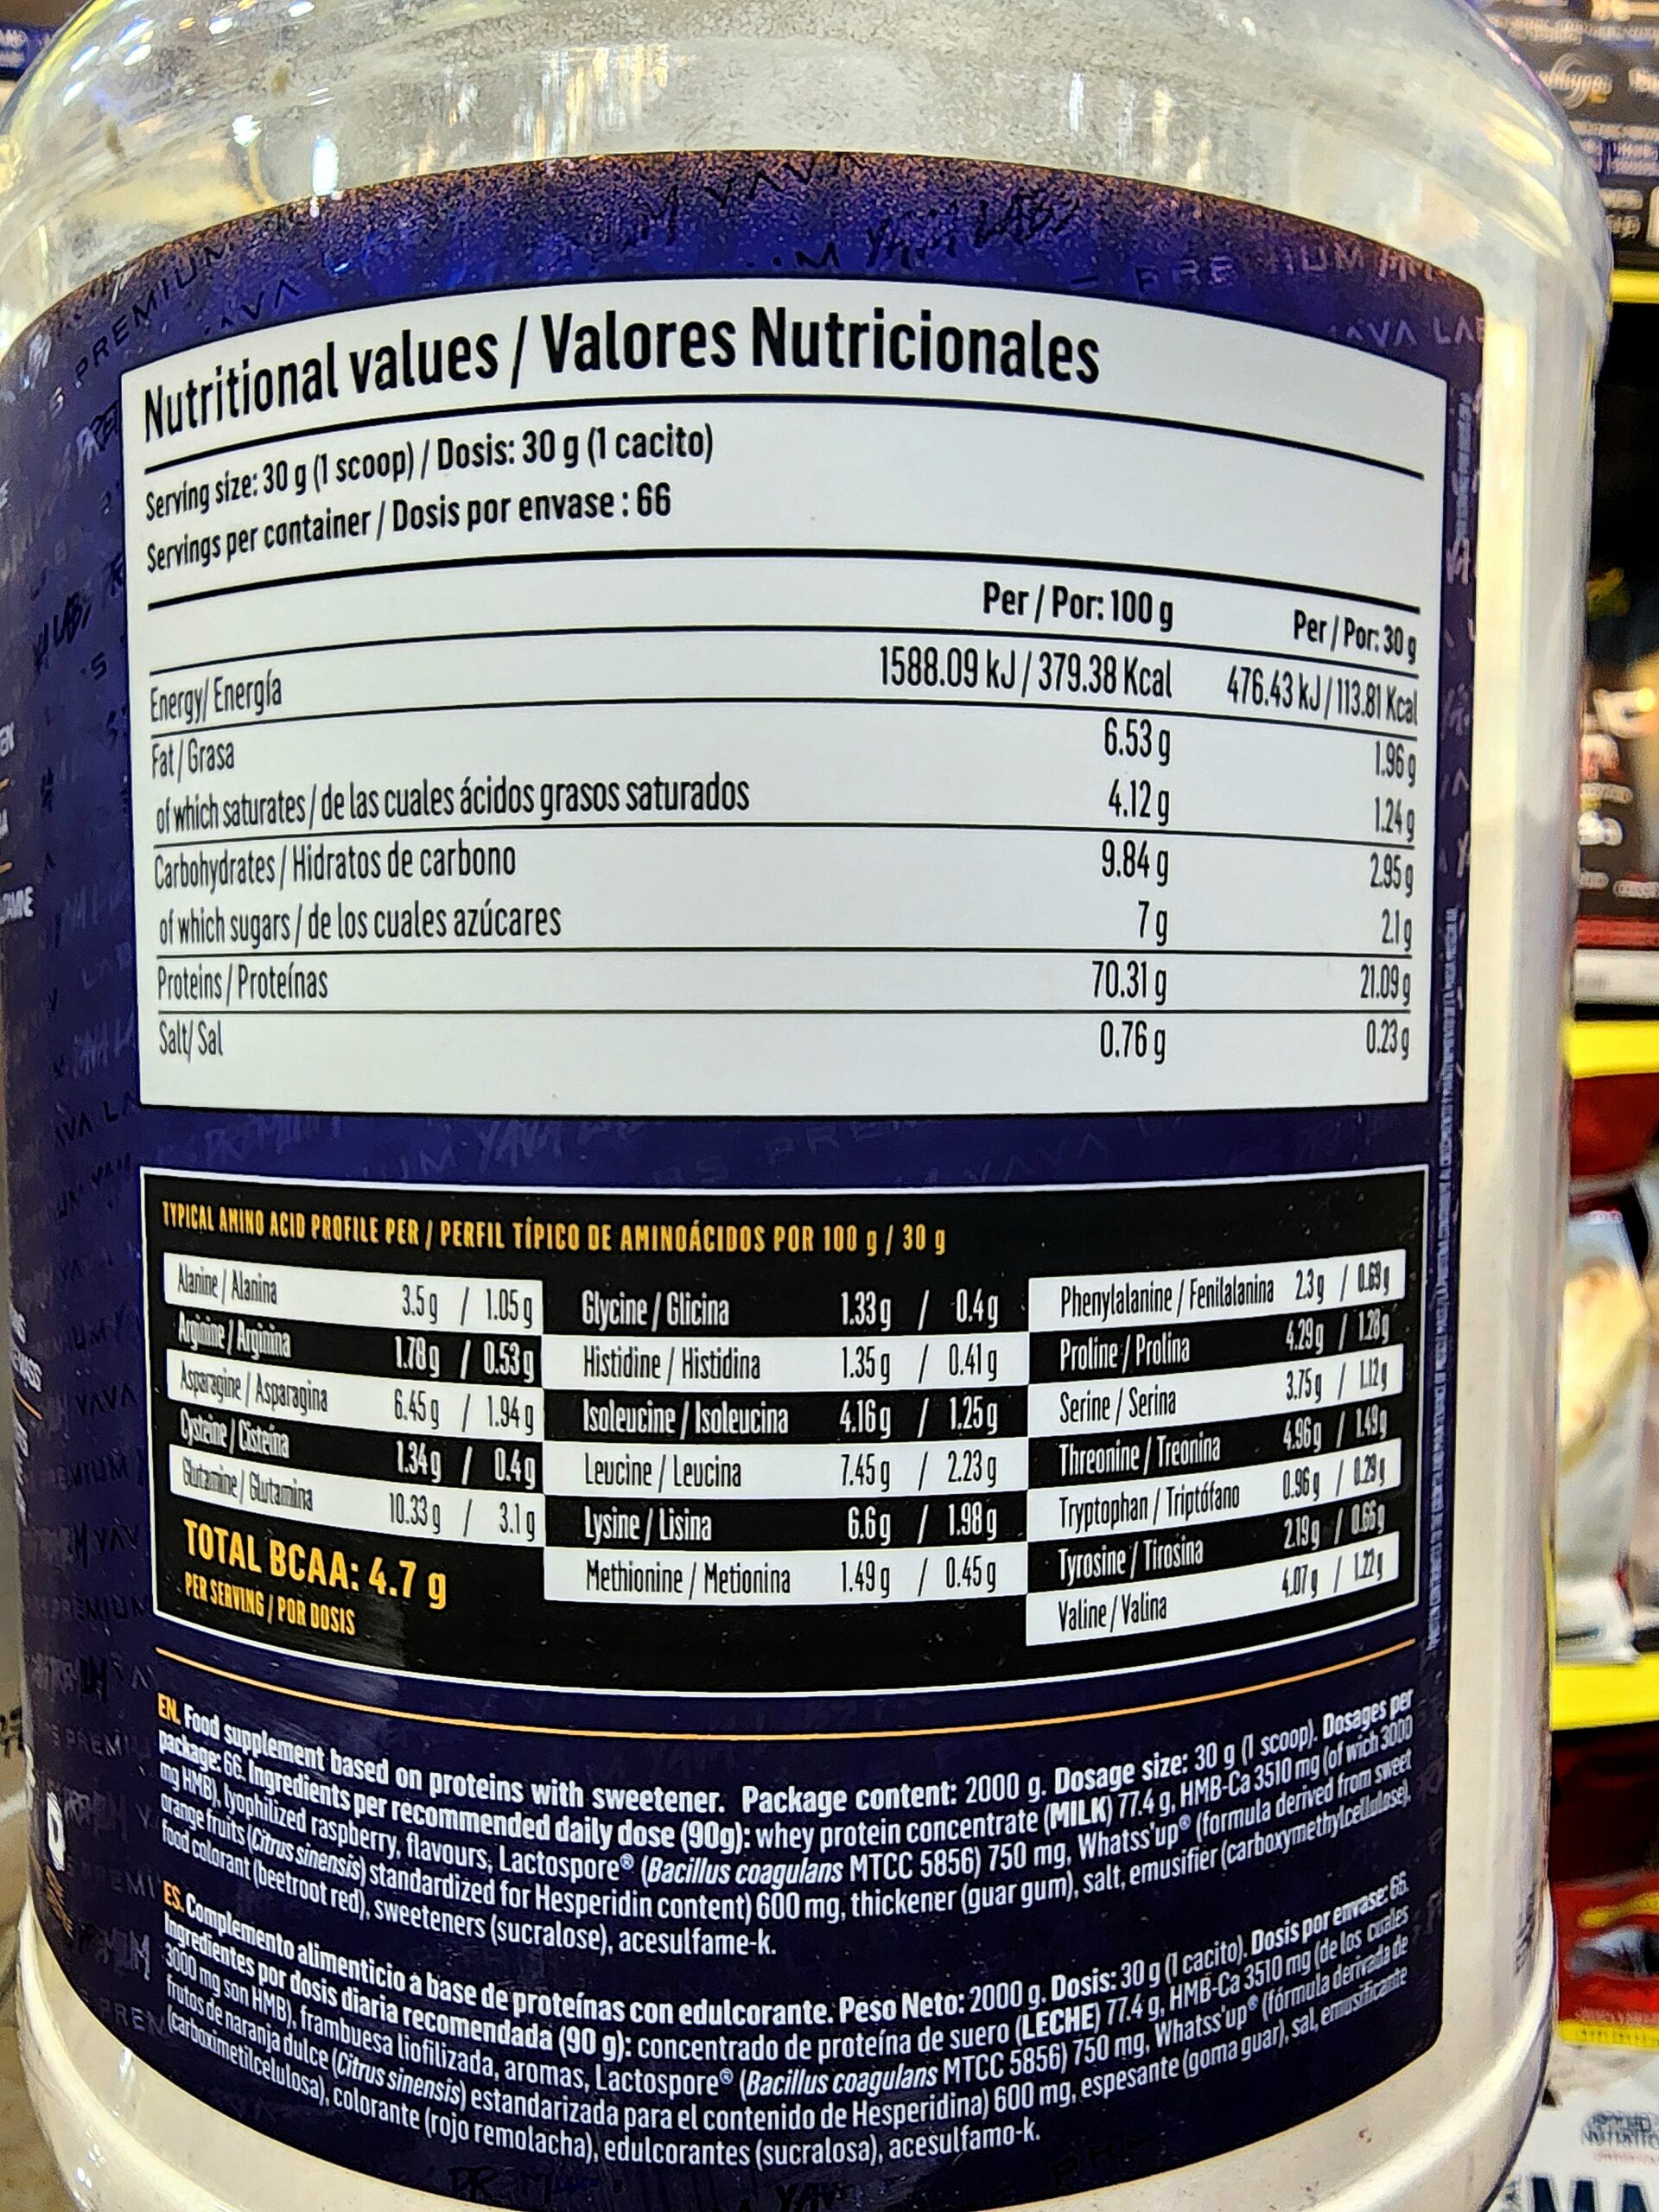 Nutritional values / Valores Nutricionales
Serving size: 30 g (1 scoop) / Dosis: 30 g (1 cacito)
Servings per container / Dosis por envase : 66
Per / Por: 100 g Per / Por: 30 g
Energy/ Energía 1588.09 kJ / 379.38 Kcal 476.43 kJ / 113.81 Kcal
Fat / Grasa 6.53 g 1.96 g
of which saturates / de las cuales ácidos grasos saturados 4.12 g 1.24 g
Carbohydrates / Hidratos de carbono 9.84 g 2.95 g
of which sugars / de los cuales azúcares 7 g 2.1 g
Proteins / Proteínas 70.31 g 21.09 g
Salt/ Sal 0.76 g 0.23 g
TYPICAL AMINO ACID PROFILE PER / PERFIL TÍPICO DE AMINOÁCIDOS POR 100 g / 30 g
Alanine / Alanina 3.5 g / 1.05 g
Arginine / Arginina 1.78 g / 0.53 g
Asparagine / Asparagina 6.45 g / 1.94 g
Cysteine / Cisteína 1.34 g / 0.4 g
Glutamine / Glutamina 10.33 g / 3.1 g
TOTAL BCAA: 4.7 g
PER SERVING / POR DOSIS
Glycine / Glicina 1.33 g / 0.4 g
Histidine / Histidina 1.35 g / 0.41 g
Isoleucine / Isoleucina 4.16 g / 1.25 g
Leucine / Leucina 7.45 g / 2.23 g
Lysine / Lisina 6.6 g / 1.98 g
Methionine / Metionina 1.49 g / 0.45 g
Phenylalanine / Fenilalanina 2.3 g / 0.69 g
Proline / Prolina 4.29 g / 1.28 g
Serine / Serina 3.75 g / 1.12 g
Threonine / Treonina 4.96 g / 1.49 g
Tryptophan / Triptófano 0.96 g / 0.29 g
Tyrosine / Tirosina 2.19 g / 0.65 g
Valine / Valina 4.07 g / 1.22 g
EN. Food supplement based on proteins with sweetener. Package content: 2000 g. Dosage size: 30 g (1 scoop). Dosages per
package: 66. Ingredients per recommended daily dose (90g): whey protein concentrate (MILK) 77.4 g, HMB-Ca 3510 mg (of wich 3000
mg HMB), lyophilized raspberry, flavours, Lactospore® (Bacillus coagulans MTCC 5856) 750 mg, Whatss'up® (formula derived from sweet
orange fruits (Citrus sinensis) standardized for Hesperidin content) 600 mg, thickener (guar gum), salt, emusifier (carboxymethylcellulose),
food colorant (beetroot red), sweeteners (sucralose), acesulfame-k.
ES. Complemento alimenticio a base de proteínas con edulcorante. Peso Neto: 2000 g. Dosis: 30 g (1 cacito). Dosis por envase: 66.
Ingredientes por dosis diaria recomendada (90 g): concentrado de proteína de suero (LECHE) 77.4 g, HMB-Ca 3510 mg (de los cuales
3000 mg son HMB), frambuesa liofilizada, aromas, Lactospore® (Bacillus coagulans MTCC 5856) 750 mg, Whatss'up® (fórmula derivada de
frutos de naranja dulce (Citrus sinensis) estandarizada para el contenido de Hesperidina) 600 mg, espesante (goma guar), sal, emusificante
(carboximetilcelulosa), colorante (rojo remolacha), edulcorantes (sucralosa), acesulfamo-k.